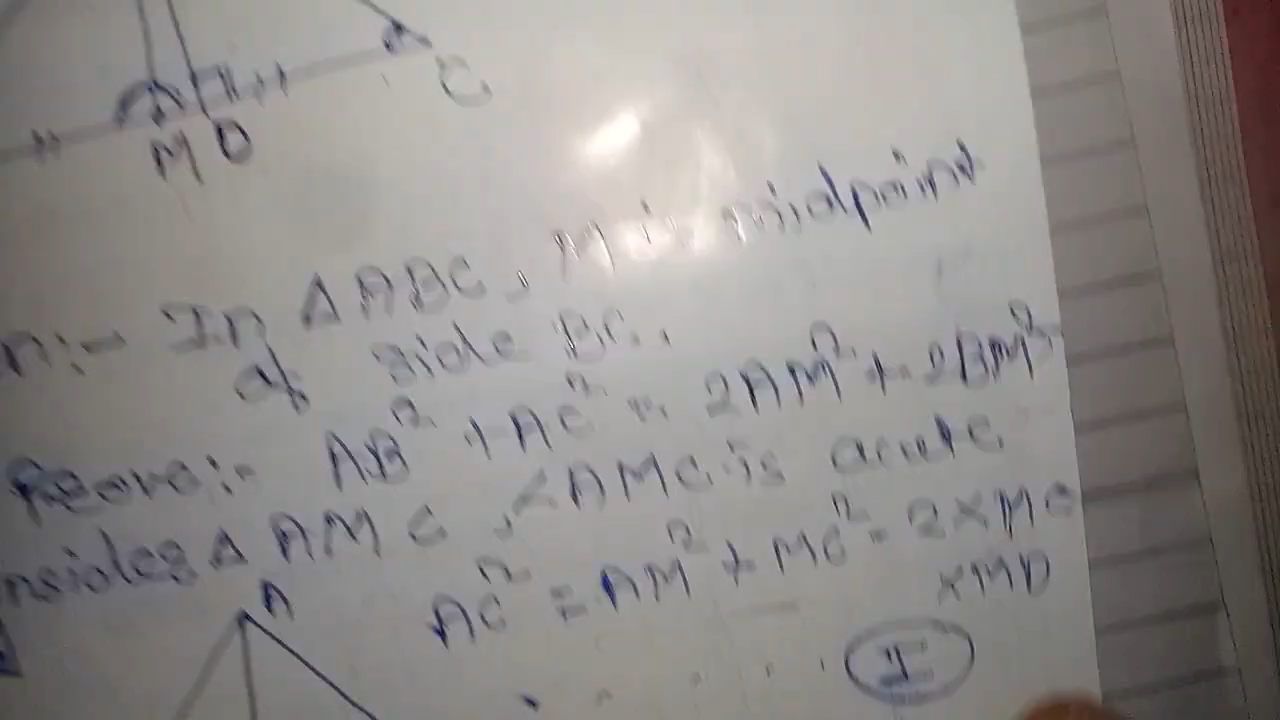 C
M D
n:- In △ABC, M is midpoint
of side BC.
Prove:- AB² + AC² = 2AM² + 2BM²
nsider △ AMC, ∠AMC is acute
AC² = AM² + MC² - 2×MC
×MD
A
I